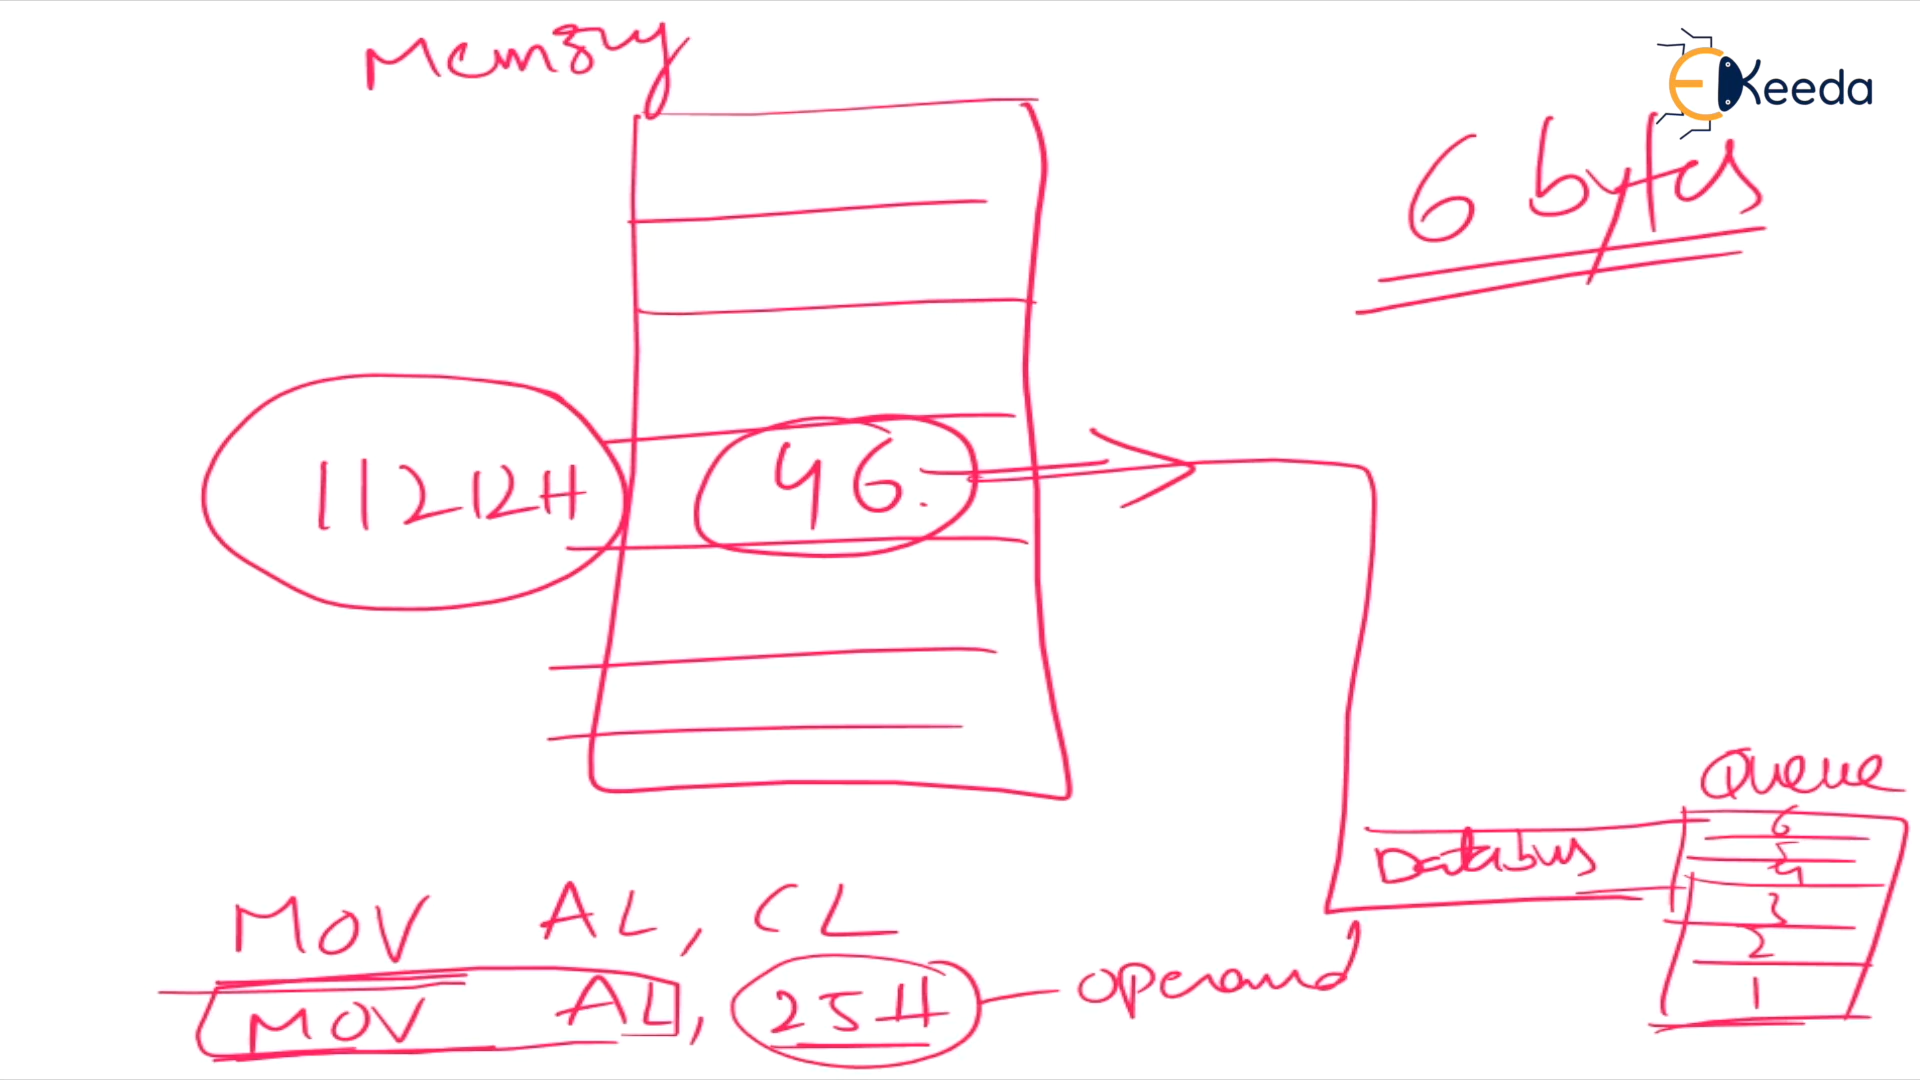 Memory
EKeeda
6 bytes
11212H
46.
Queue
6
5
4
3
2
1
Databus
MOV AL, CL
MOV AL, 25H operand